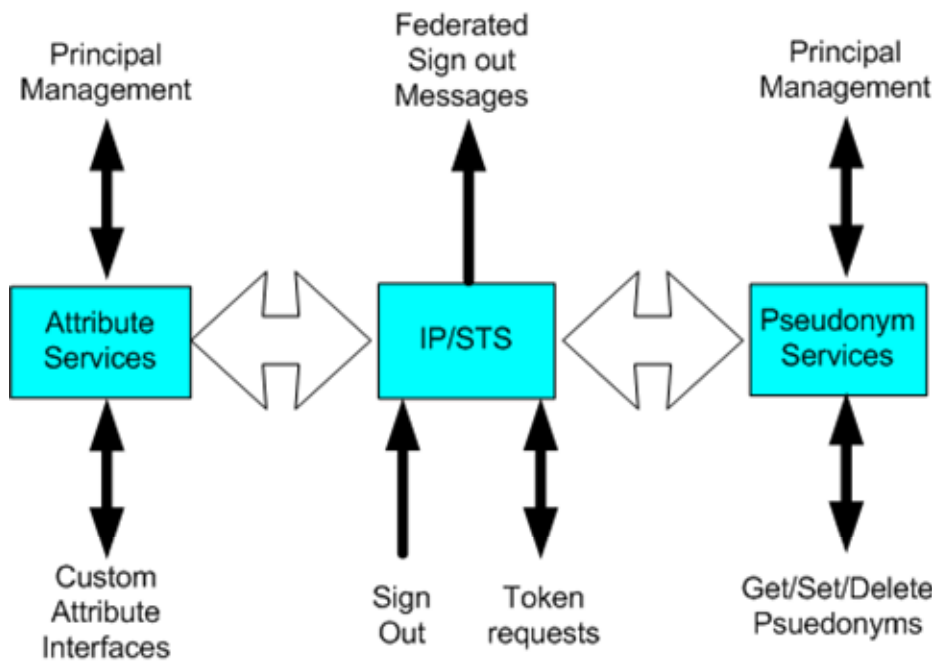 Principal
Management
Federated
Sign out
Messages
Principal
Management
Attribute
Services
IP/STS
Pseudonym
Services
Custom
Attribute
Interfaces
Sign
Out
Token
requests
Get/Set/Delete
Psuedonyms